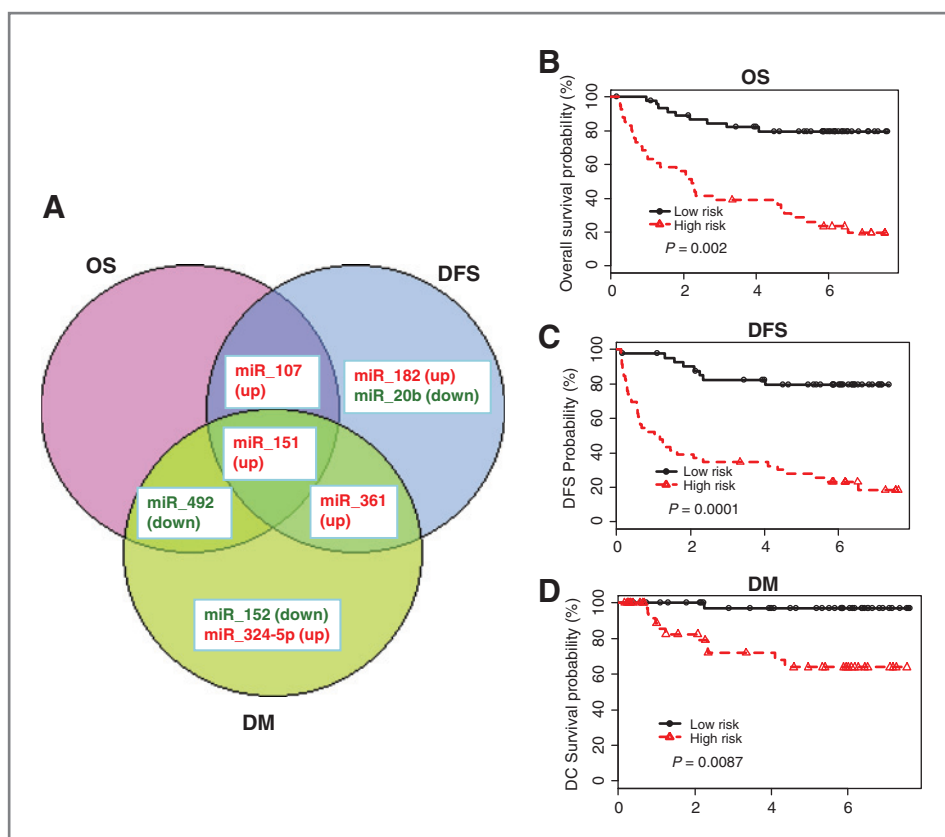 A
OS
DFS
miR_107
(up)
miR_182 (up)
miR_20b (down)
miR_151
(up)
miR_492
(down)
miR_361
(up)
miR_152 (down)
miR_324-5p (up)
DM
B
OS
Overall survival probability (%)
100
80
60
40
20
0
Low risk
High risk
P = 0.002
0 2 4 6
C
DFS
DFS Probability (%)
100
80
60
40
20
0
Low risk
High risk
P = 0.0001
0 2 4 6
D
DM
DC Survival probability (%)
100
80
60
40
20
0
Low risk
High risk
P = 0.0087
0 2 4 6